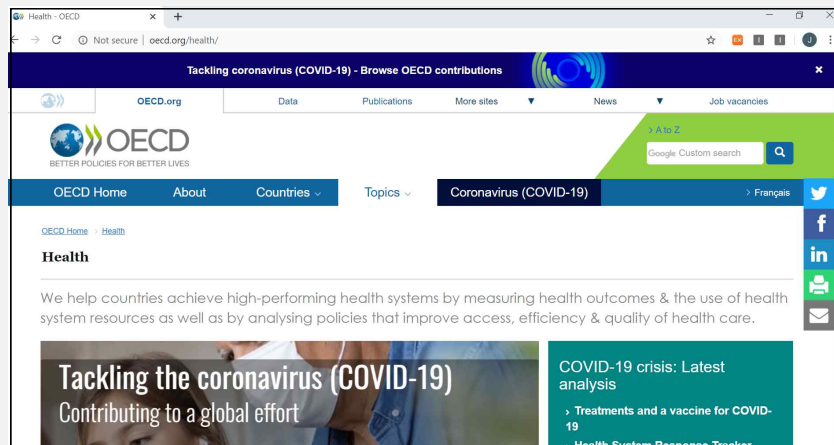 Health - OECD
Not secure | oecd.org/health/
Tackling coronavirus (COVID-19) - Browse OECD contributions
OECD.org Data Publications More sites News Job vacancies
> A to Z
OECD
BETTER POLICIES FOR BETTER LIVES
Google Custom search
OECD Home About Countries Topics Coronavirus (COVID-19) > Français
OECD Home > Health
Health
We help countries achieve high-performing health systems by measuring health outcomes & the use of health
system resources as well as by analysing policies that improve access, efficiency & quality of health care.
Tackling the coronavirus (COVID-19)
Contributing to a global effort
COVID-19 crisis: Latest
analysis
› Treatments and a vaccine for COVID-
19
› Health System Response Tracker